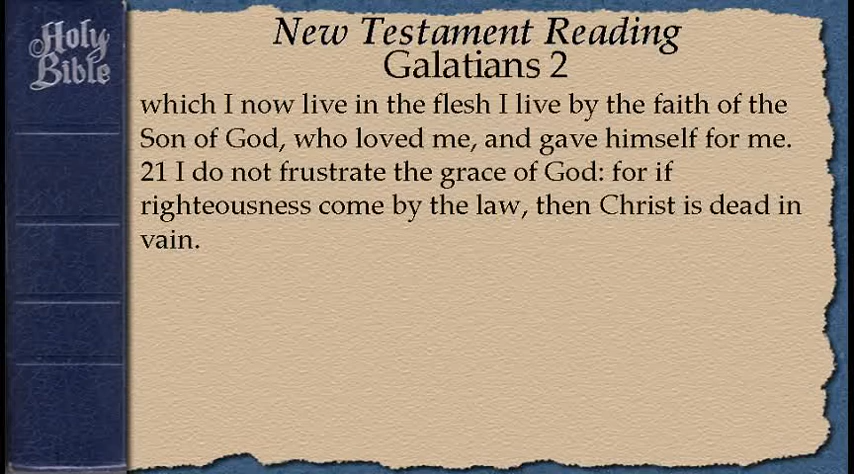 Holy
Bible
New Testament Reading
Galatians 2
which I now live in the flesh I live by the faith of the
Son of God, who loved me, and gave himself for me.
21 I do not frustrate the grace of God: for if
righteousness come by the law, then Christ is dead in
vain.